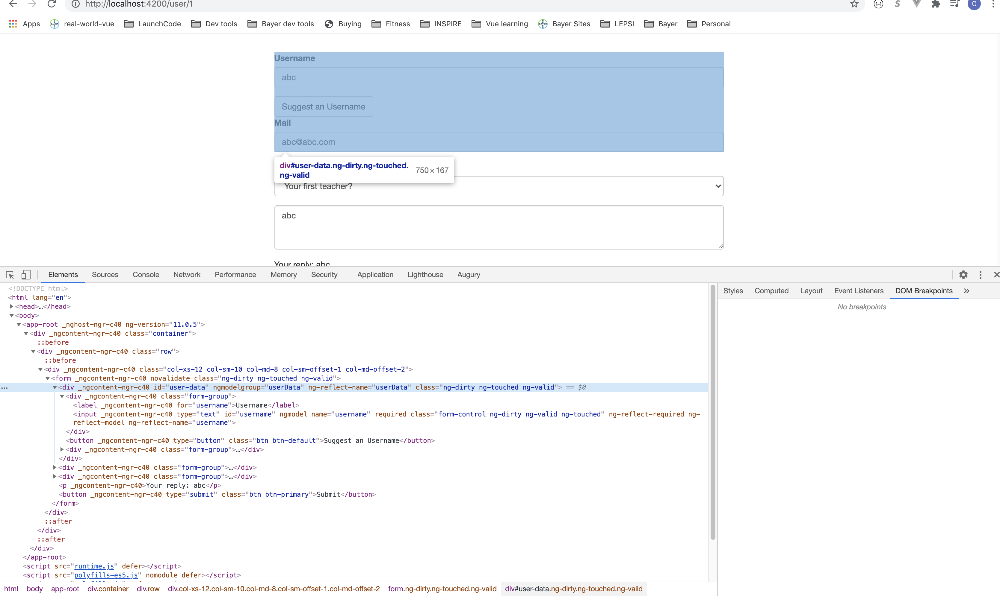 http://localhost:4200/user/1
Apps real-world-vue LaunchCode Dev tools Bayer dev tools Buying Fitness INSPIRE Vue learning Bayer Sites LEPSI Bayer Personal
Username
abc
Suggest an Username
Mail
abc@abc.com
div#user-data.ng-dirty.ng-touched.
ng-valid 750 × 167
Your first teacher?
abc
Your reply: abc
Elements Sources Console Network Performance Memory Security Application Lighthouse Augury
Styles Computed Layout Event Listeners DOM Breakpoints »
No breakpoints
<!DOCTYPE html>
<html lang="en">
<head>…</head>
<body>
<app-root _nghost-ngr-c40 ng-version="11.0.5">
<div _ngcontent-ngr-c40 class="container">
::before
<div _ngcontent-ngr-c40 class="row">
::before
<div _ngcontent-ngr-c40 class="col-xs-12 col-sm-10 col-md-8 col-sm-offset-1 col-md-offset-2">
<form _ngcontent-ngr-c40 novalidate class="ng-dirty ng-touched ng-valid">
<div _ngcontent-ngr-c40 id="user-data" ngmodelgroup="userData" ng-reflect-name="userData" class="ng-dirty ng-touched ng-valid"> == $0
<div _ngcontent-ngr-c40 class="form-group">
<label _ngcontent-ngr-c40 for="username">Username</label>
<input _ngcontent-ngr-c40 type="text" id="username" ngmodel name="username" required class="form-control ng-dirty ng-valid ng-touched" ng-reflect-required ng-
reflect-model ng-reflect-name="username">
</div>
<button _ngcontent-ngr-c40 type="button" class="btn btn-default">Suggest an Username</button>
<div _ngcontent-ngr-c40 class="form-group">…</div>
</div>
<div _ngcontent-ngr-c40 class="form-group">…</div>
<div _ngcontent-ngr-c40 class="form-group">…</div>
<p _ngcontent-ngr-c40>Your reply: abc</p>
<button _ngcontent-ngr-c40 type="submit" class="btn btn-primary">Submit</button>
</form>
</div>
::after
</div>
::after
</div>
</app-root>
<script src="runtime.js" defer></script>
<script src="polyfills-es5.js" nomodule defer></script>
html body app-root div.container div.row div.col-xs-12.col-sm-10.col-md-8.col-sm-offset-1.col-md-offset-2 form.ng-dirty.ng-touched.ng-valid div#user-data.ng-dirty.ng-touched.ng-valid